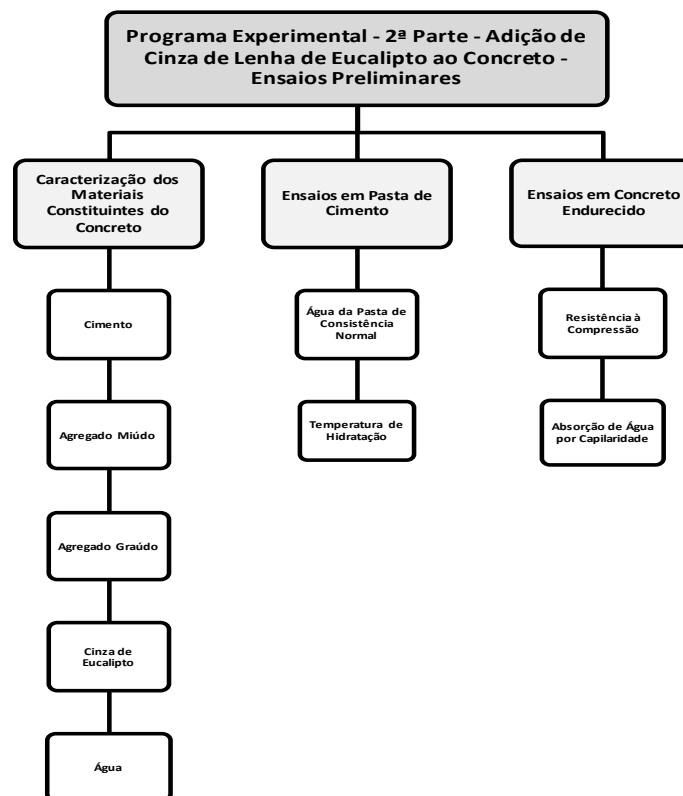 Programa Experimental - 2ª Parte - Adição de
Cinza de Lenha de Eucalipto ao Concreto -
Ensaios Preliminares
Caracterização dos
Materiais
Constituintes do
Concreto
Cimento
Agregado Miúdo
Agregado Graúdo
Cinza de
Eucalipto
Água
Ensaios em Pasta de
Cimento
Água da Pasta de
Consistência
Normal
Temperatura de
Hidratação
Ensaios em Concreto
Endurecido
Resistência à
Compressão
Absorção de Água
por Capilaridade